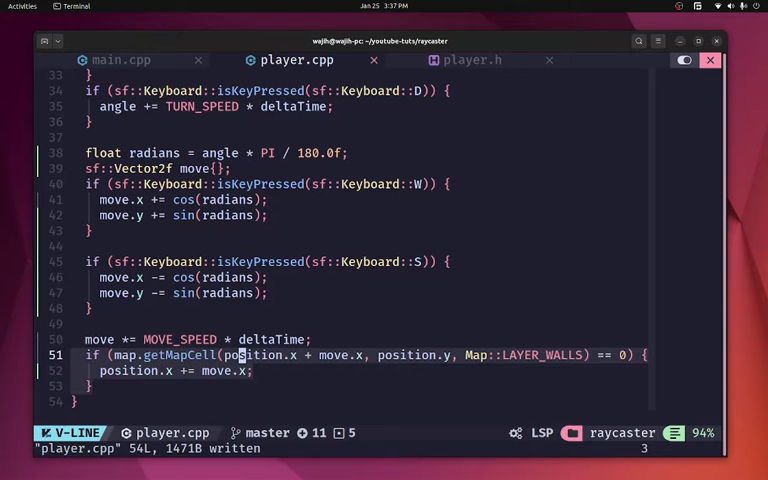 Activities Terminal Jan 25 3:37 PM
wajih@wajih-pc: ~/youtube-tuts/raycaster
main.cpp × player.cpp × player.h ×
33 }
34 if (sf::Keyboard::isKeyPressed(sf::Keyboard::D)) {
35 angle += TURN_SPEED * deltaTime;
36 }
37
38 float radians = angle * PI / 180.0f;
39 sf::Vector2f move{};
40 if (sf::Keyboard::isKeyPressed(sf::Keyboard::W)) {
41 move.x += cos(radians);
42 move.y += sin(radians);
43 }
44
45 if (sf::Keyboard::isKeyPressed(sf::Keyboard::S)) {
46 move.x -= cos(radians);
47 move.y -= sin(radians);
48 }
49
50 move *= MOVE_SPEED * deltaTime;
51 if (map.getMapCell(position.x + move.x, position.y, Map::LAYER_WALLS) == 0) {
52 position.x += move.x;
53 }
54 }
V-LINE player.cpp master 11 5 LSP raycaster 94%
"player.cpp" 54L, 1471B written 3